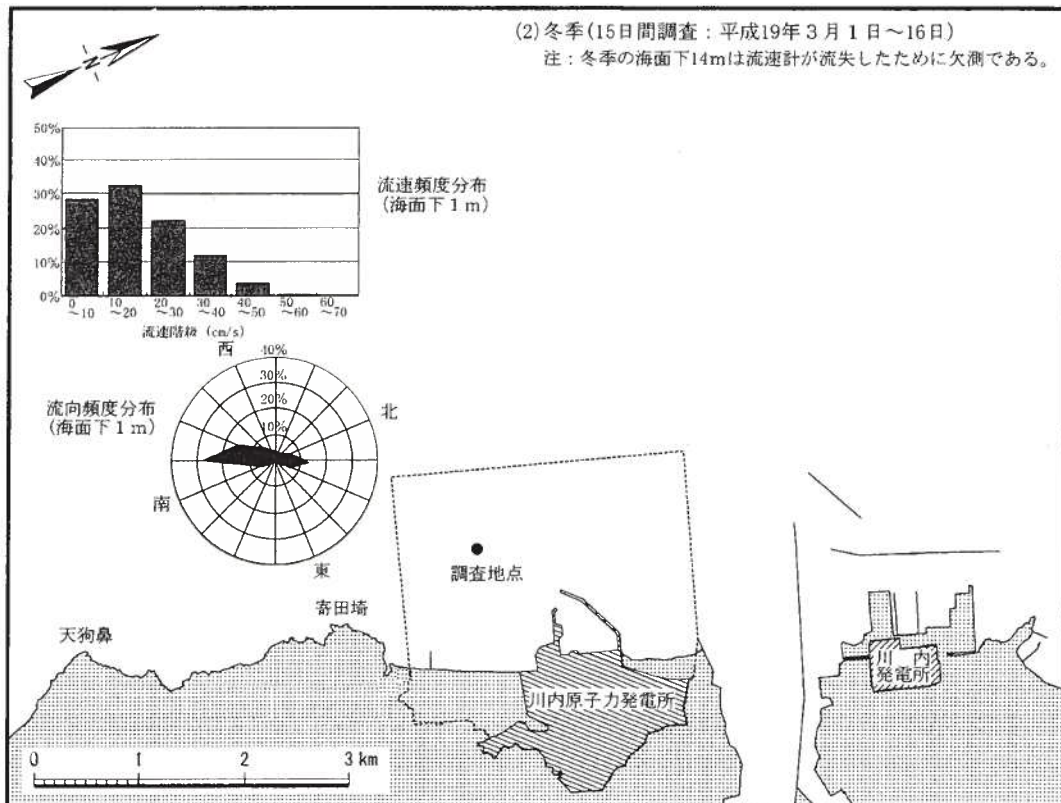 (2)冬季(15日間調査:平成19年3月1日~16日)
注:冬季の海面下14mは流速計が流失したために欠測である。
N
50%
40%
30%
20%
10%
0%
0 10 20 30 40 50 60
~10 ~20 ~30 ~40 ~50 ~60 ~70
流速階級 (cm/s)
流速頻度分布
(海面下1m)
西
40%
30%
20%
10%
北
流向頻度分布
(海面下1m)
南
東
調査地点
寄田埼
天狗鼻
川内
発電所
川内原子力発電所
0 1 2 3 km